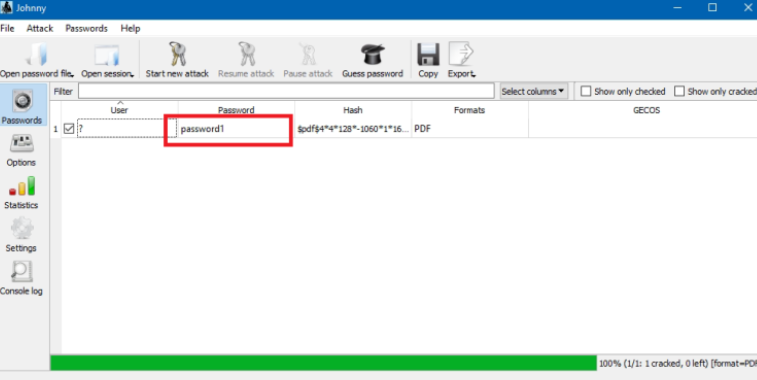 Johnny
File Attack Passwords Help
Open password file Open session Start new attack Resume attack Pause attack Guess password Copy Export
Passwords Filter Select columns Show only checked Show only cracked
User Password Hash Formats GECOS
1 ? password1 $pdf$4*4*128*-1060*1*16... PDF
Options
Statistics
Settings
Console log
100% (1/1: 1 cracked, 0 left) [format=PDF